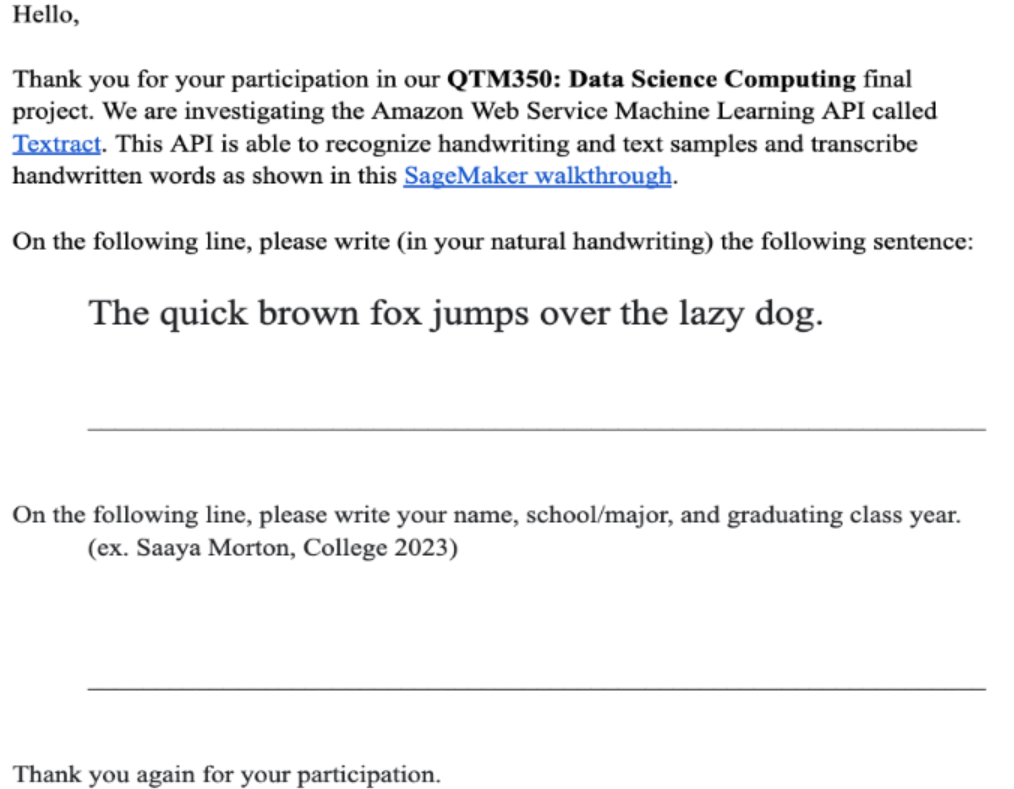 Hello,
Thank you for your participation in our QTM350: Data Science Computing final
project. We are investigating the Amazon Web Service Machine Learning API called
Textract. This API is able to recognize handwriting and text samples and transcribe
handwritten words as shown in this SageMaker walkthrough.
On the following line, please write (in your natural handwriting) the following sentence:
The quick brown fox jumps over the lazy dog.
On the following line, please write your name, school/major, and graduating class year.
(ex. Saaya Morton, College 2023)
Thank you again for your participation.